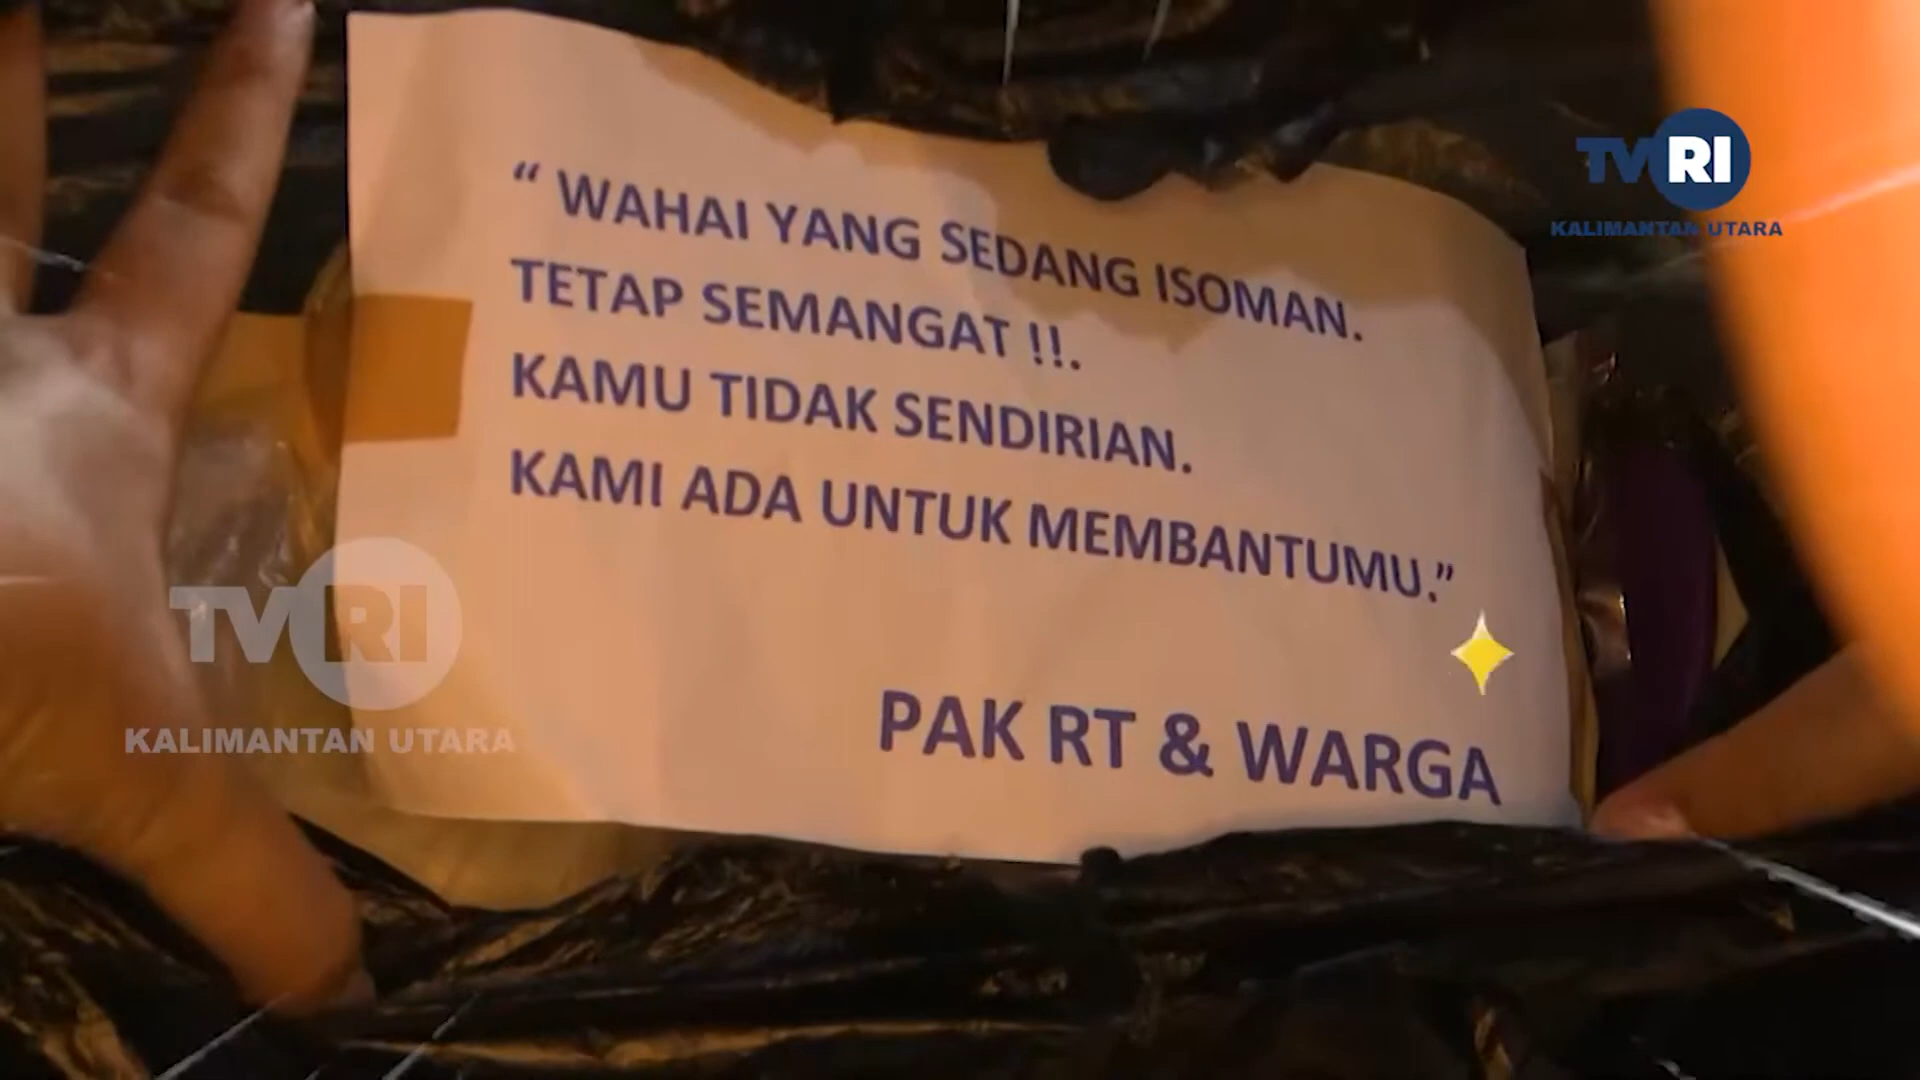 “ WAHAI YANG SEDANG ISOMAN.
TETAP SEMANGAT !!.
KAMU TIDAK SENDIRIAN.
KAMI ADA UNTUK MEMBANTUMU.”
PAK RT & WARGA
TVRI
KALIMANTAN UTARA
TVRI
KALIMANTAN UTARA